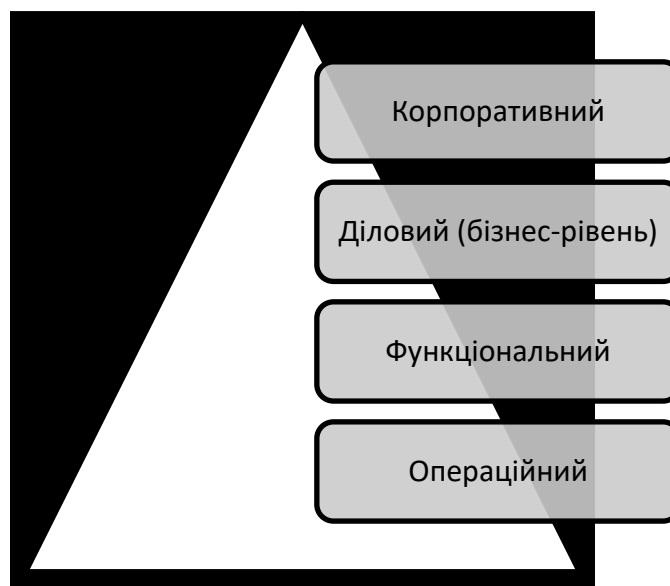 Корпоративний
Діловий (бізнес-рівень)
Функціональний
Операційний